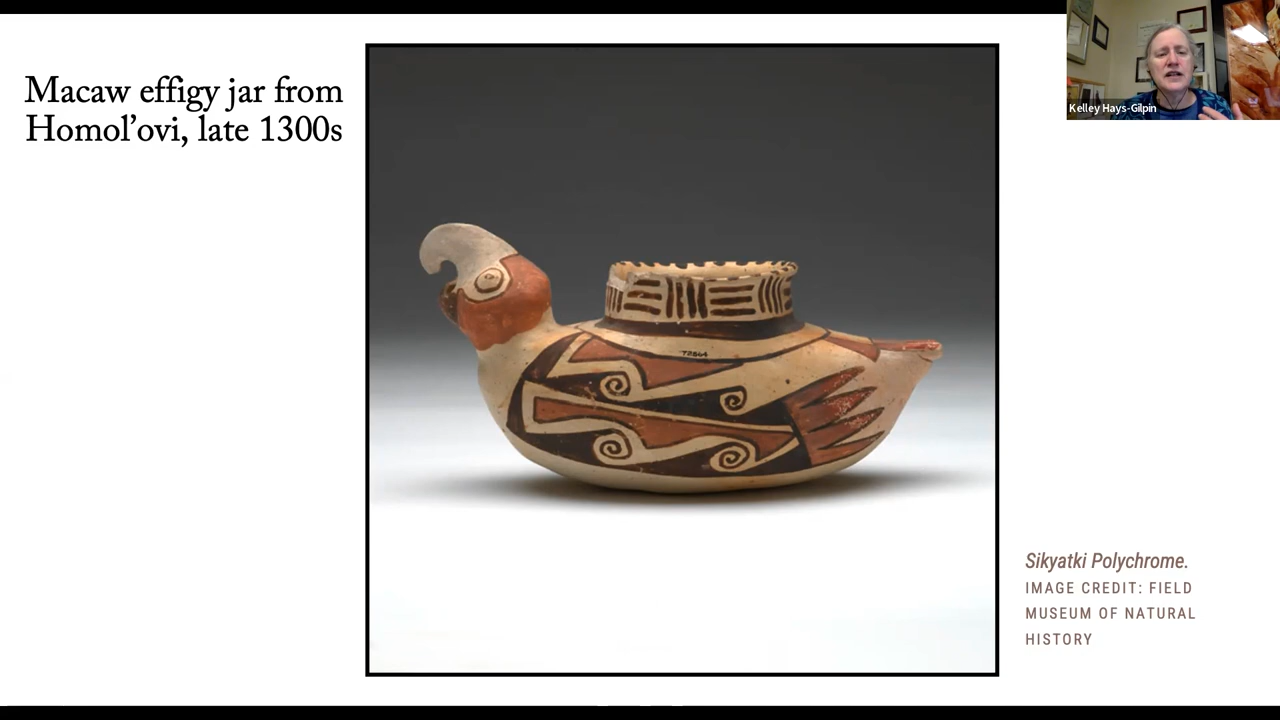 Macaw effigy jar from
Homol’ovi, late 1300s
Kelley Hays-Gilpin
72864
Sikyatki Polychrome.
IMAGE CREDIT: FIELD
MUSEUM OF NATURAL
HISTORY